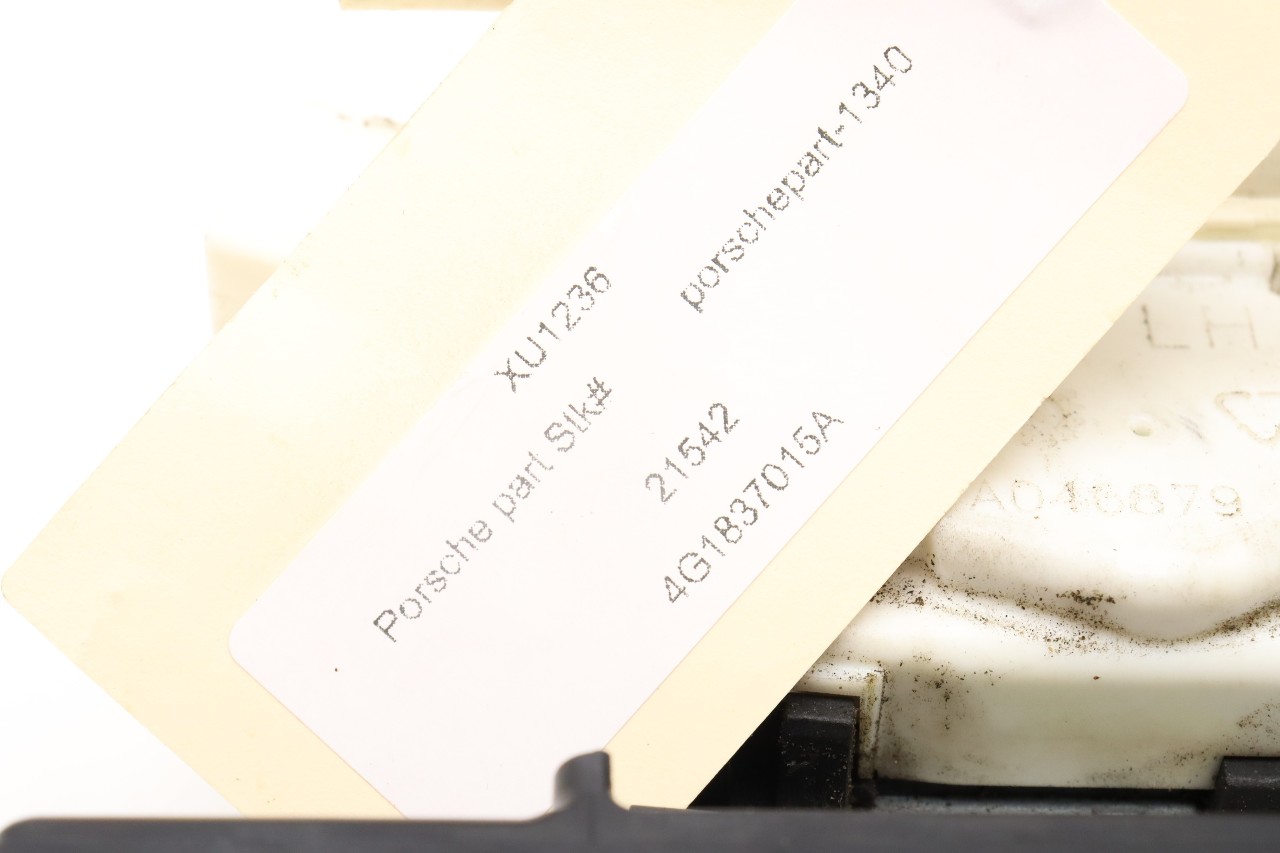 XU1236
porschepart-1340
Porsche part Stk#
21542
4G1837015A
LH
A046879